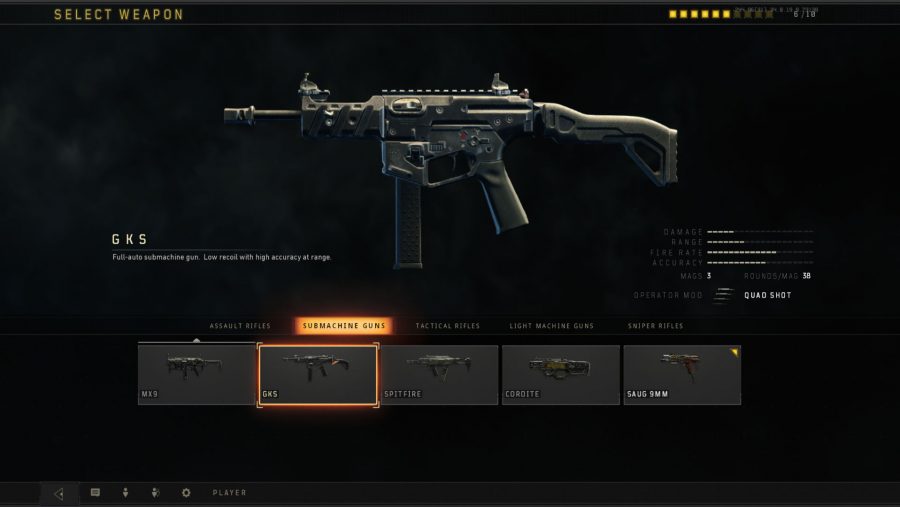 SELECT WEAPON
6/10
GKS
Full-auto submachine gun. Low recoil with high accuracy at range.
DAMAGE
RANGE
FIRE RATE
ACCURACY
MAGS 3 ROUNDS/MAG 38
OPERATOR MOD QUAD SHOT
ASSAULT RIFLES SUBMACHINE GUNS TACTICAL RIFLES LIGHT MACHINE GUNS SNIPER RIFLES
MX9 GKS SPITFIRE CORDITE SAUG 9MM
PLAYER